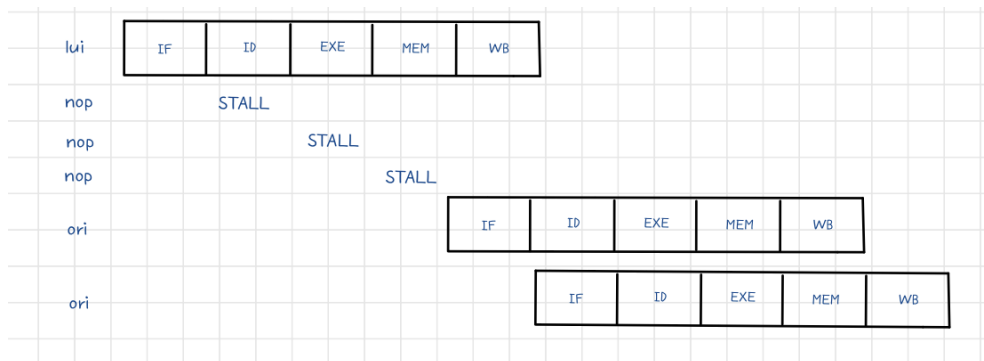 lui IF ID EXE MEM WB
nop STALL
nop STALL
nop STALL
ori IF ID EXE MEM WB
ori IF ID EXE MEM WB